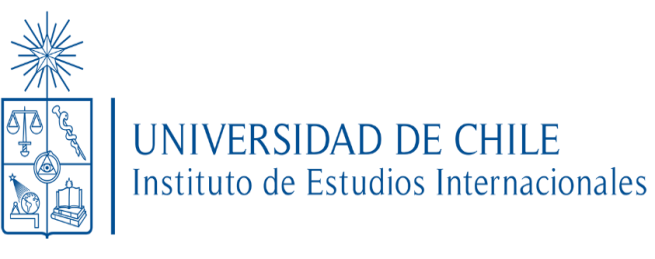 UNIVERSIDAD DE CHILE
Instituto de Estudios Internacionales